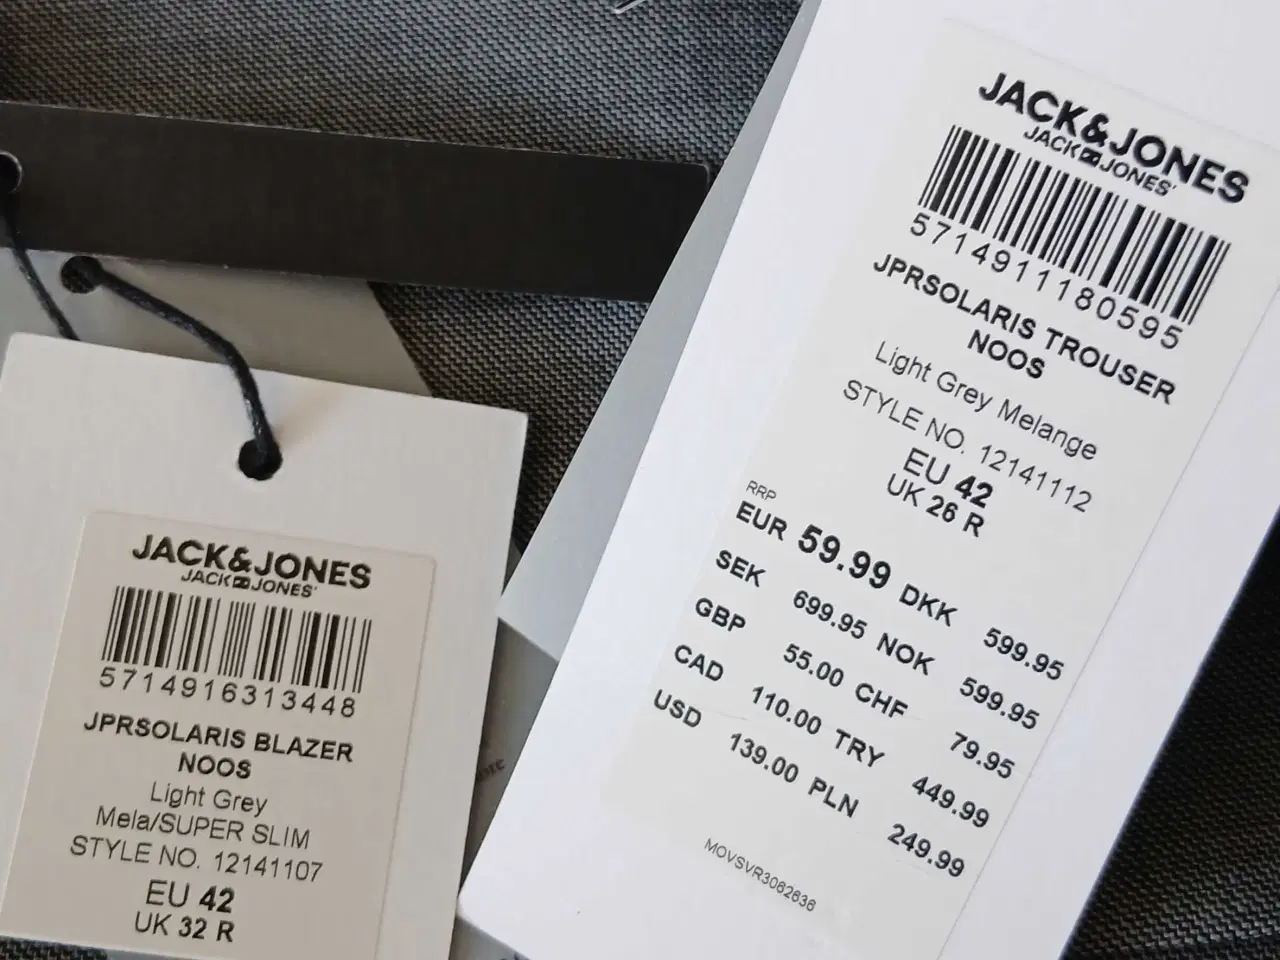 JACK&JONES
JACK JONES'
5714916313448
JPRSOLARIS BLAZER
NOOS
Light Grey
Mela/SUPER SLIM
STYLE NO. 12141107
EU 42
UK 32 R
JACK&JONES
JACK JONES'
5714911180595
JPRSOLARIS TROUSER
NOOS
Light Grey Melange
STYLE NO. 12141112
EU 42
UK 26 R
RRP
EUR 59.99 DKK 599.95
SEK 699.95 NOK 599.95
GBP 55.00 CHF 79.95
CAD 110.00 TRY 449.99
USD 139.00 PLN 249.99
MOVSVR3062636